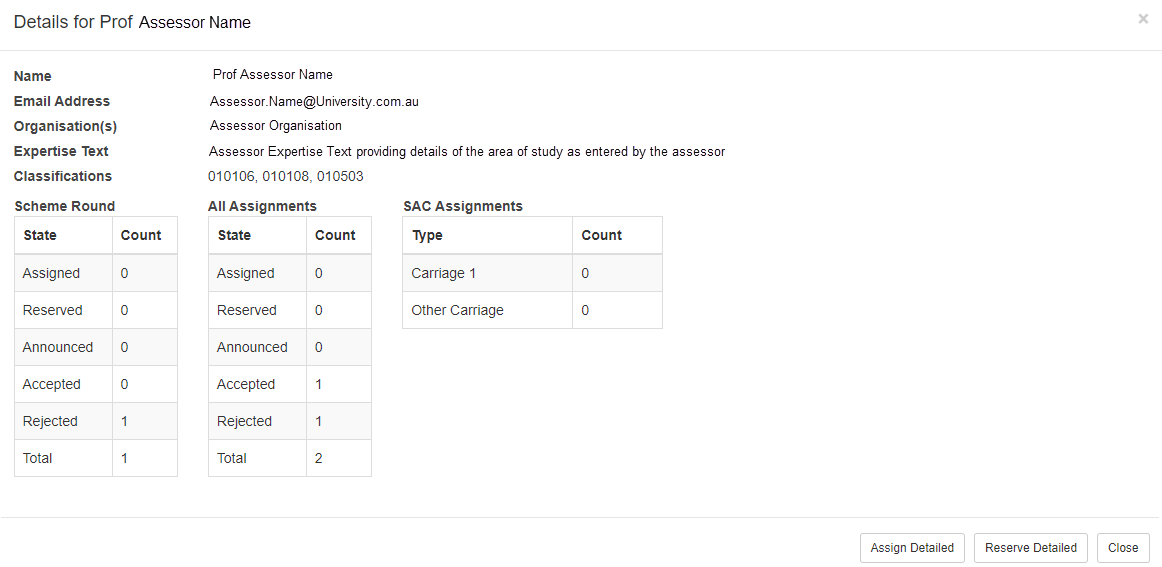 Details for Prof Assessor Name ×
Name Prof Assessor Name
Email Address Assessor.Name@University.com.au
Organisation(s) Assessor Organisation
Expertise Text Assessor Expertise Text providing details of the area of study as entered by the assessor
Classifications 010106, 010108, 010503
Scheme Round All Assignments SAC Assignments
State Count State Count Type Count
Assigned 0 Assigned 0 Carriage 1 0
Reserved 0 Reserved 0 Other Carriage 0
Announced 0 Announced 0
Accepted 0 Accepted 1
Rejected 1 Rejected 1
Total 1 Total 2
Assign Detailed Reserve Detailed Close